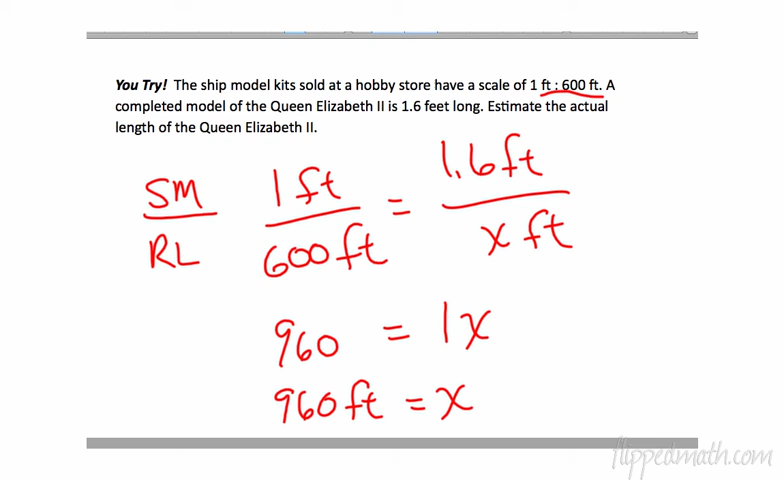 You Try! The ship model kits sold at a hobby store have a scale of 1 ft : 600 ft. A
completed model of the Queen Elizabeth II is 1.6 feet long. Estimate the actual
length of the Queen Elizabeth II.
SM/RL 1 ft/600 ft = 1.6 ft/x ft
960 = 1x
960 ft = x
flippedmath.com